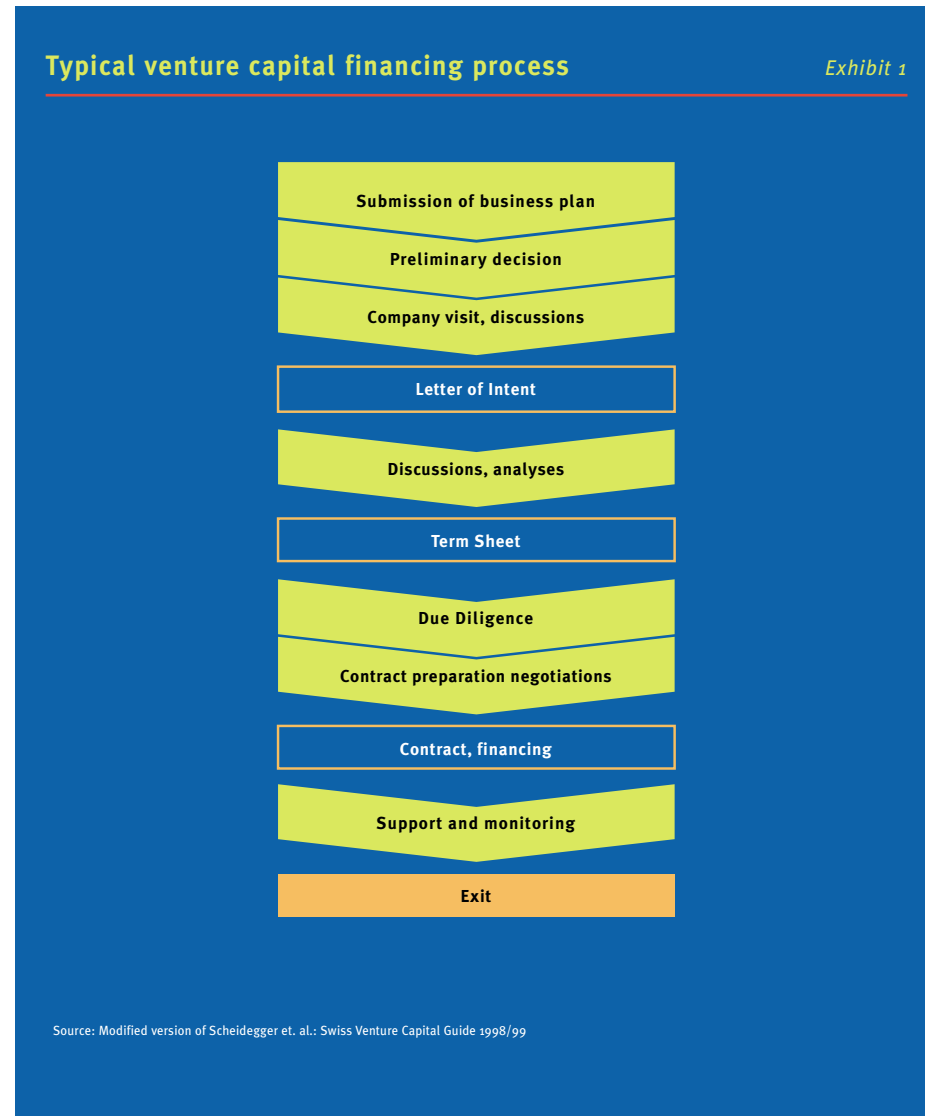 Typical venture capital financing process
Exhibit 1
Submission of business plan
Preliminary decision
Company visit, discussions
Letter of Intent
Discussions, analyses
Term Sheet
Due Diligence
Contract preparation negotiations
Contract, financing
Support and monitoring
Exit
Source: Modified version of Scheidegger et. al.: Swiss Venture Capital Guide 1998/99